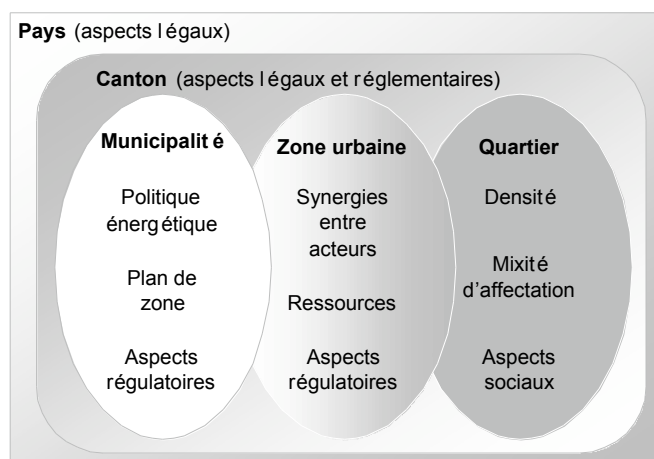 Pays (aspects légaux)
Canton (aspects légaux et réglementaires)
Municipalité
Politique
énergétique
Plan de
zone
Aspects
régulatoires
Zone urbaine
Synergies
entre
acteurs
Ressources
Aspects
régulatoires
Quartier
Densité
Mixité
d’affectation
Aspects
sociaux